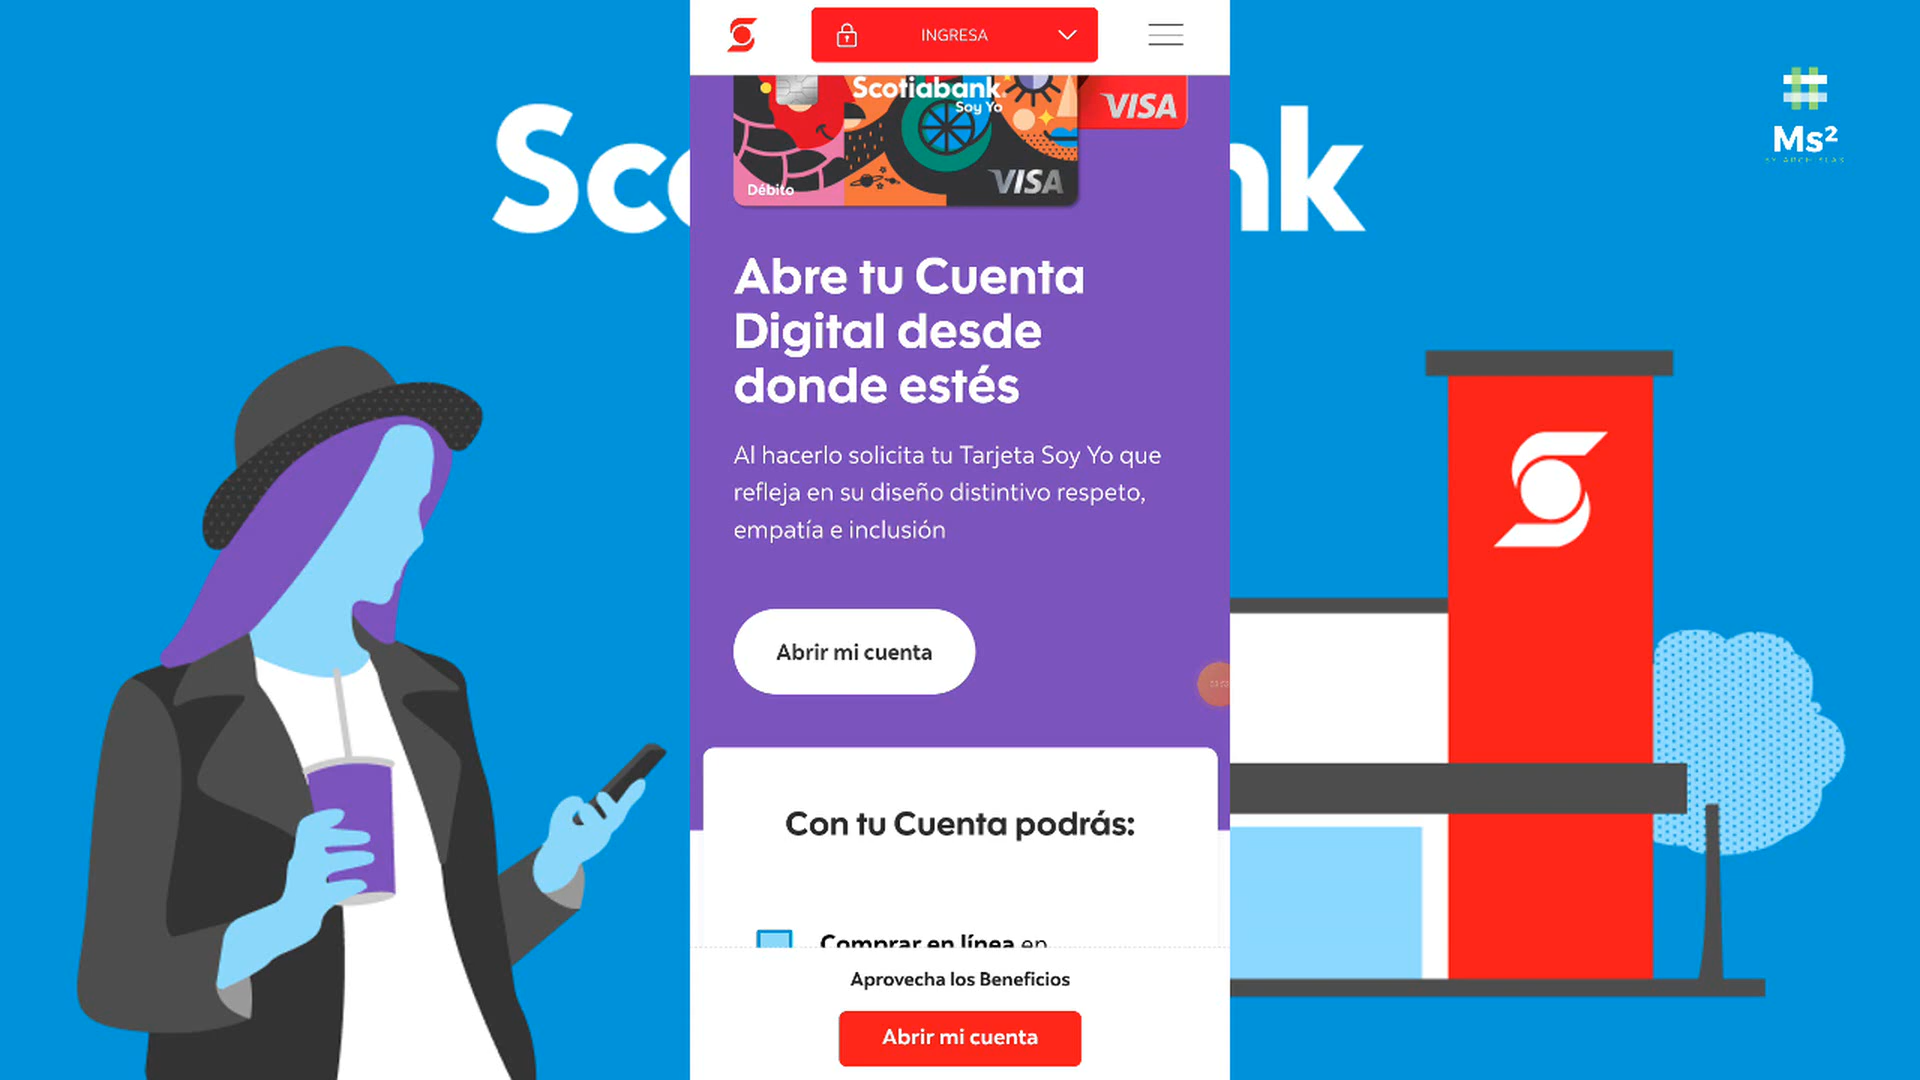 INGRESA
Scotiabank
Soy Yo
VISA
Débito
VISA
Sc
nk
Ms²
Abre tu Cuenta
Digital desde
donde estés
Al hacerlo solicita tu Tarjeta Soy Yo que
refleja en su diseño distintivo respeto,
empatía e inclusión
Abrir mi cuenta
Con tu Cuenta podrás:
Comprar en línea en
Aprovecha los Beneficios
Abrir mi cuenta